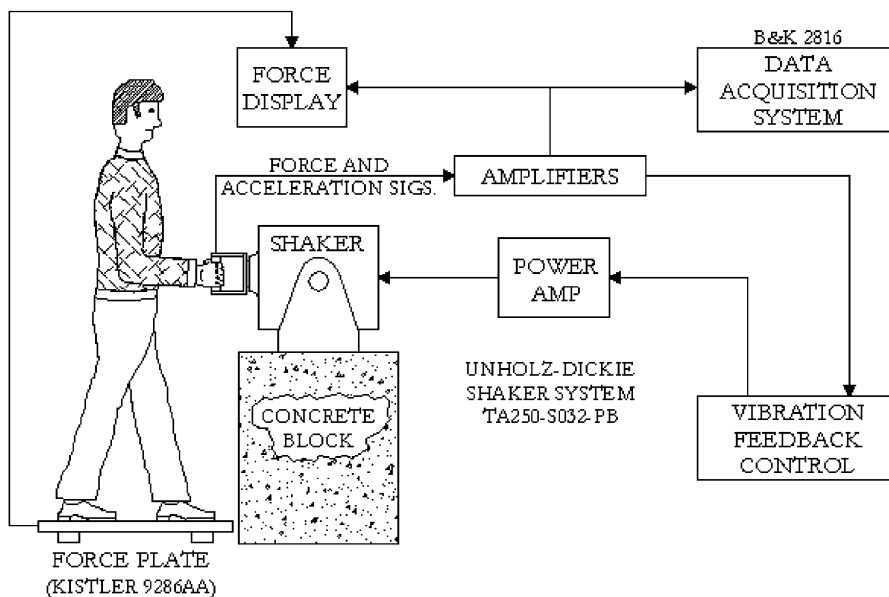 B&K 2816
FORCE
DISPLAY
DATA
ACQUISITION
SYSTEM
FORCE AND
ACCELERATION SIGS.
AMPLIFIERS
SHAKER
POWER
AMP
UNHOLZ-DICKIE
SHAKER SYSTEM
TA250-S032-PB
CONCRETE
BLOCK
VIBRATION
FEEDBACK
CONTROL
FORCE PLATE
(KISTLER 9286AA)